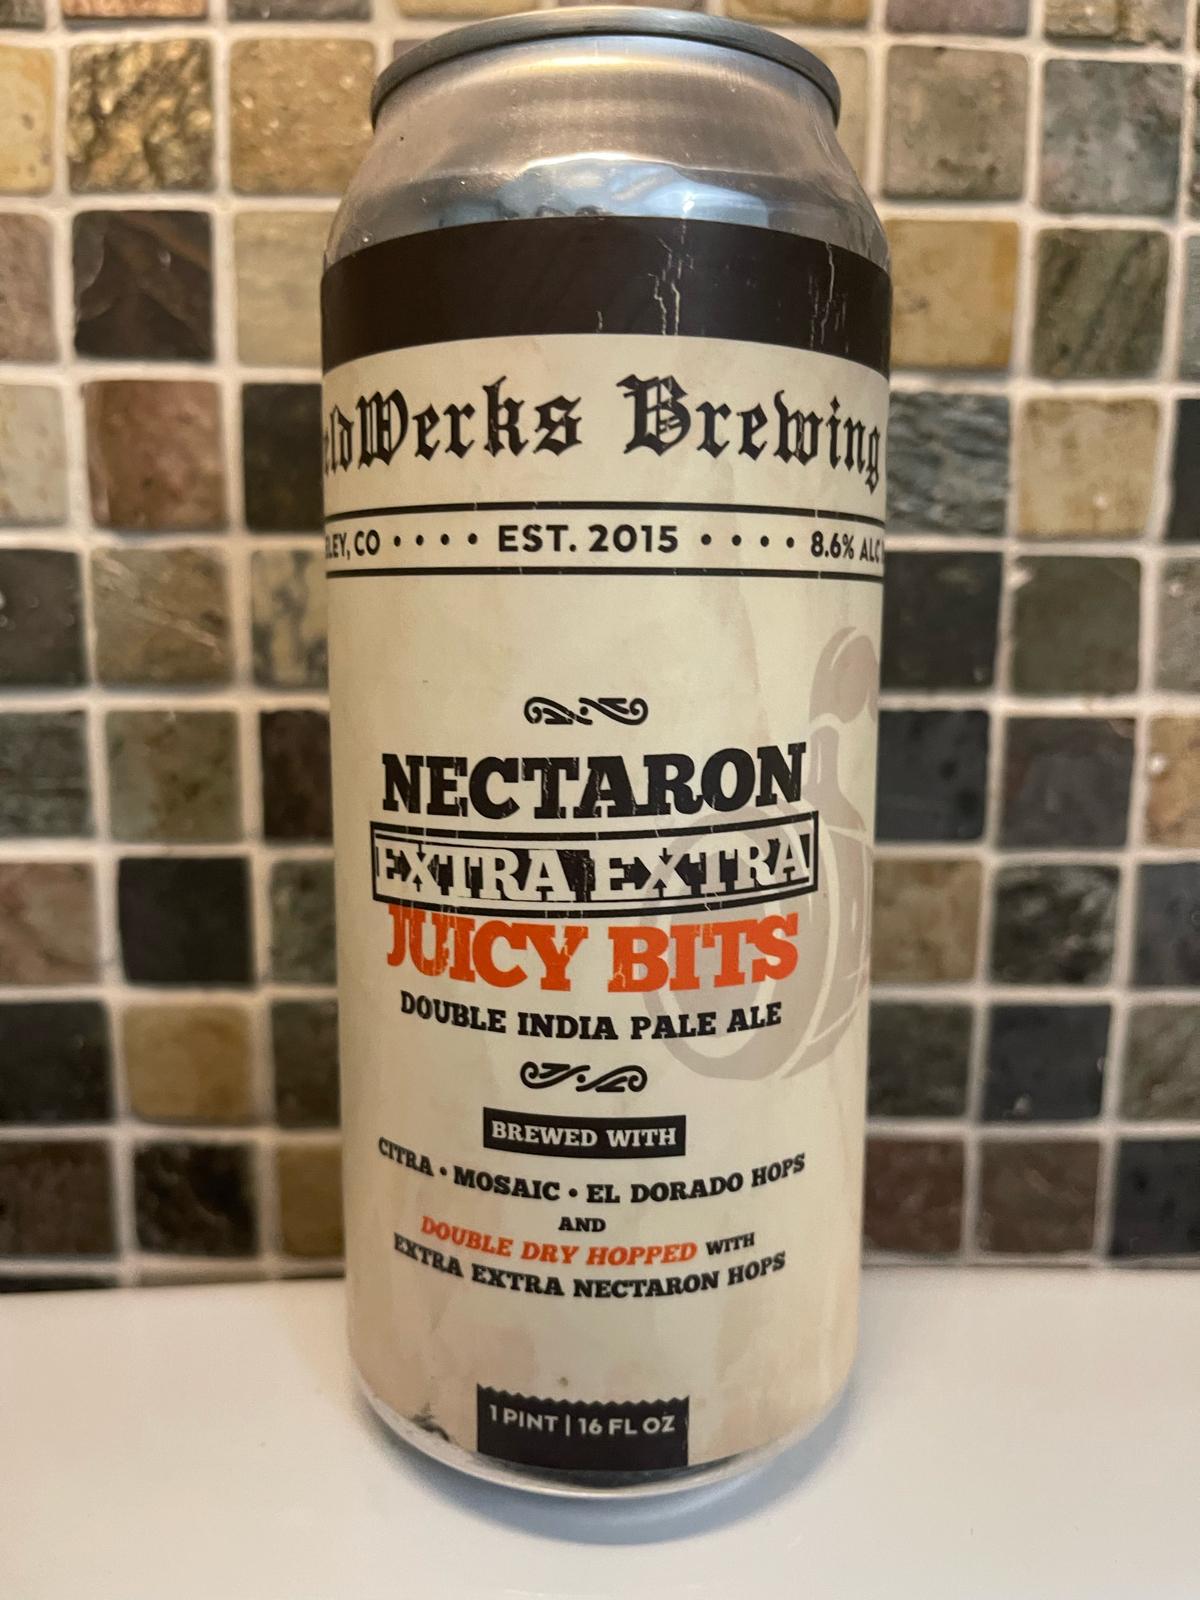 ldWerks Brewing
LEY, CO •••• EST. 2015 •••• 8.6% ALC
NECTARON
EXTRA EXTRA
JUICY BITS
DOUBLE INDIA PALE ALE
BREWED WITH
CITRA • MOSAIC • EL DORADO HOPS
AND
DOUBLE DRY HOPPED WITH
EXTRA EXTRA NECTARON HOPS
1 PINT | 16 FL OZ